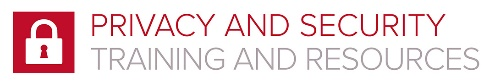 PRIVACY AND SECURITY
TRAINING AND RESOURCES